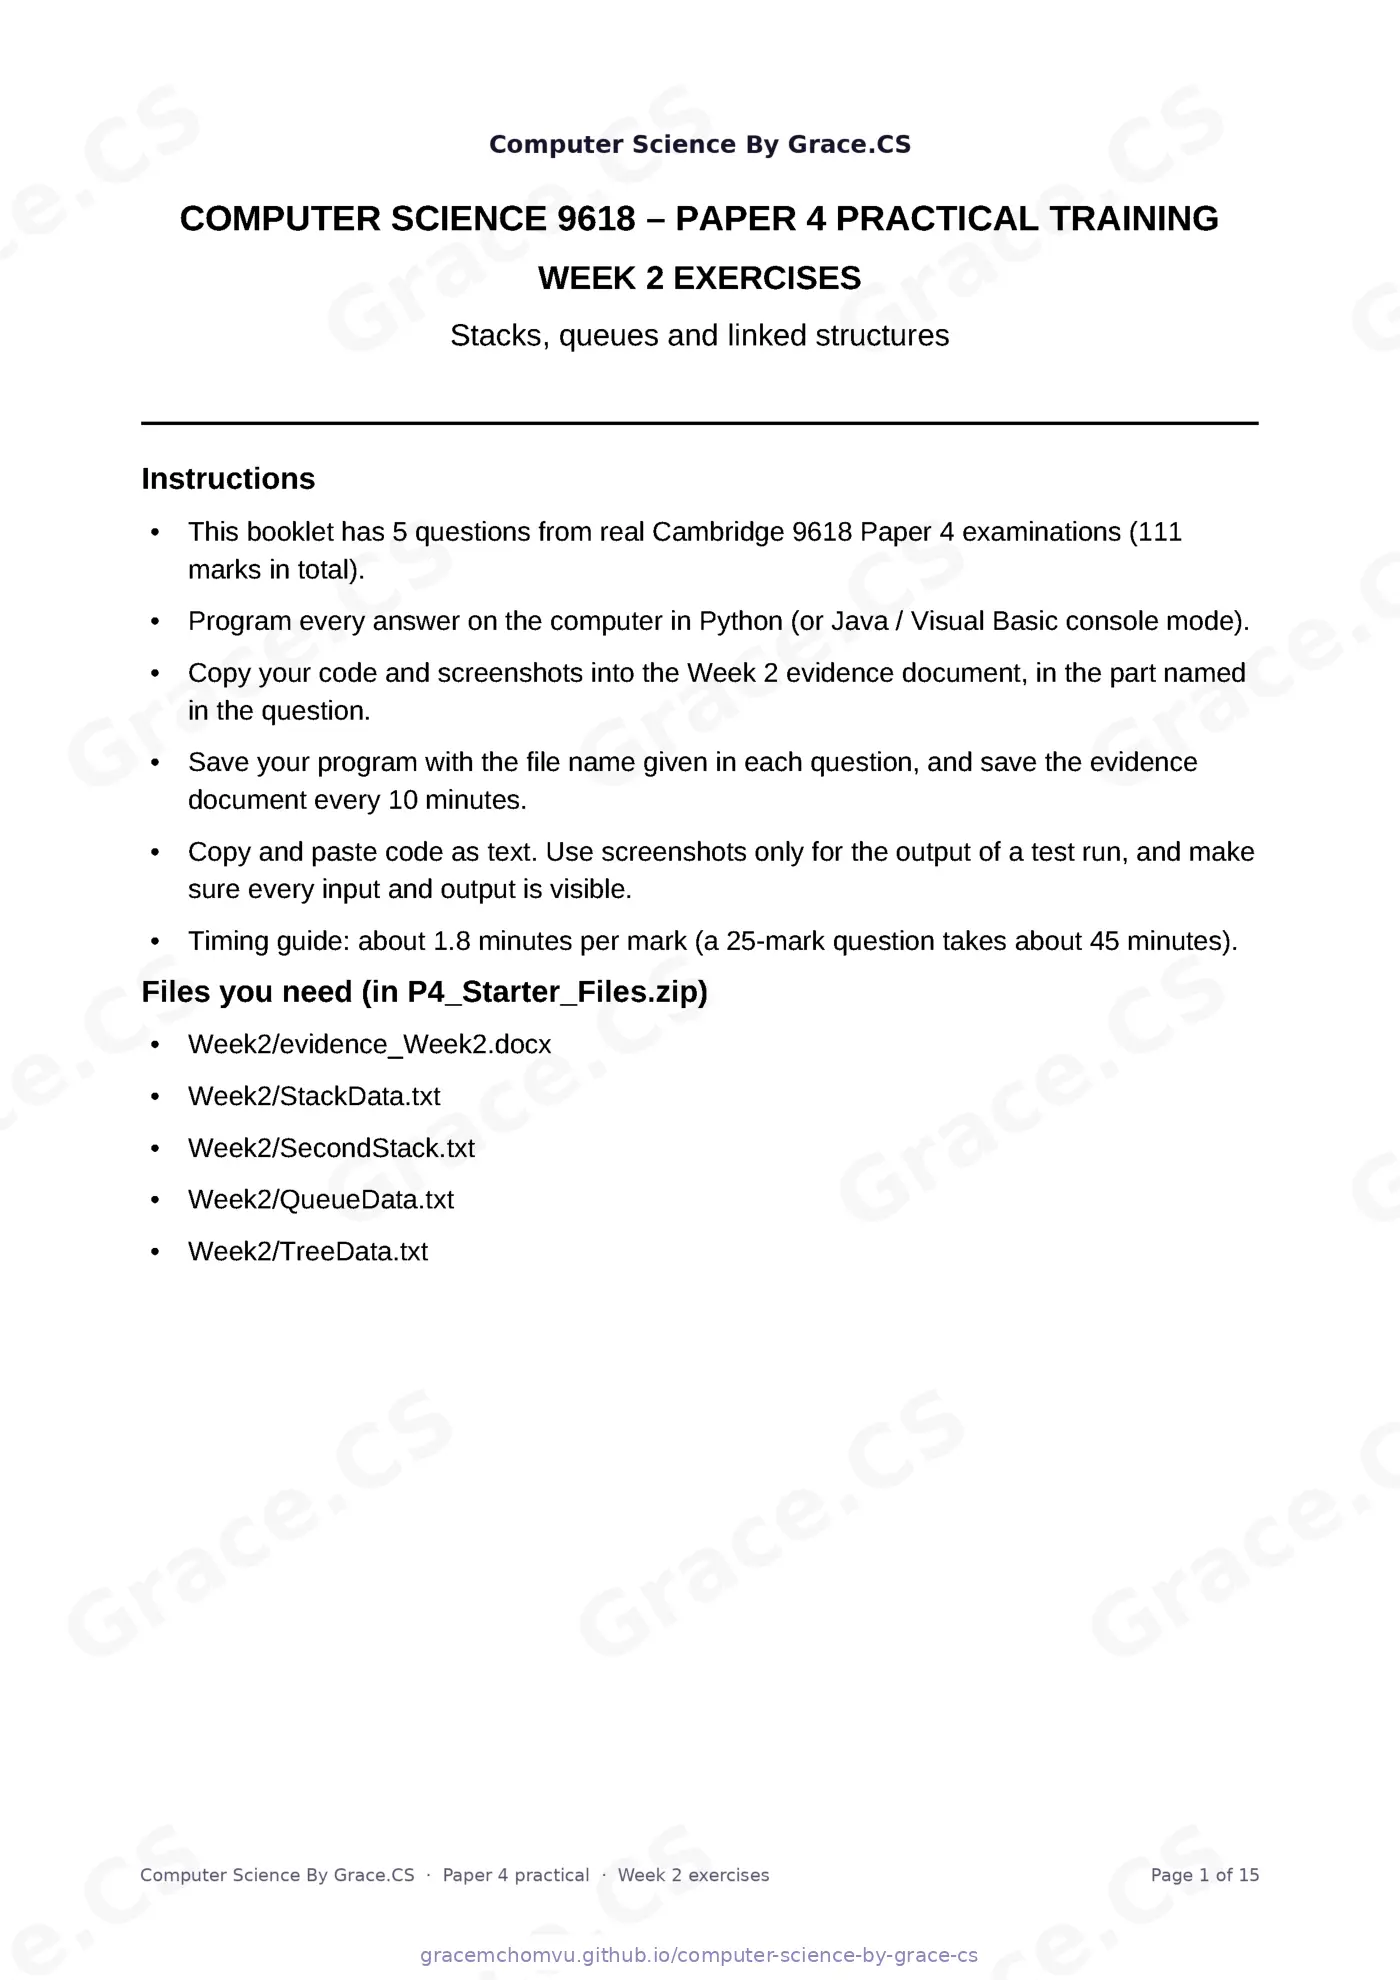 Computer Science By Grace.CS
COMPUTER SCIENCE 9618 – PAPER 4 PRACTICAL TRAINING
WEEK 2 EXERCISES
Stacks, queues and linked structures
Instructions
• This booklet has 5 questions from real Cambridge 9618 Paper 4 examinations (111
marks in total).
• Program every answer on the computer in Python (or Java / Visual Basic console mode).
• Copy your code and screenshots into the Week 2 evidence document, in the part named
in the question.
• Save your program with the file name given in each question, and save the evidence
document every 10 minutes.
• Copy and paste code as text. Use screenshots only for the output of a test run, and make
sure every input and output is visible.
• Timing guide: about 1.8 minutes per mark (a 25-mark question takes about 45 minutes).
Files you need (in P4_Starter_Files.zip)
• Week2/evidence_Week2.docx
• Week2/StackData.txt
• Week2/SecondStack.txt
• Week2/QueueData.txt
• Week2/TreeData.txt
Computer Science By Grace.CS · Paper 4 practical · Week 2 exercises Page 1 of 15
gracemchomvu.github.io/computer-science-by-grace-cs